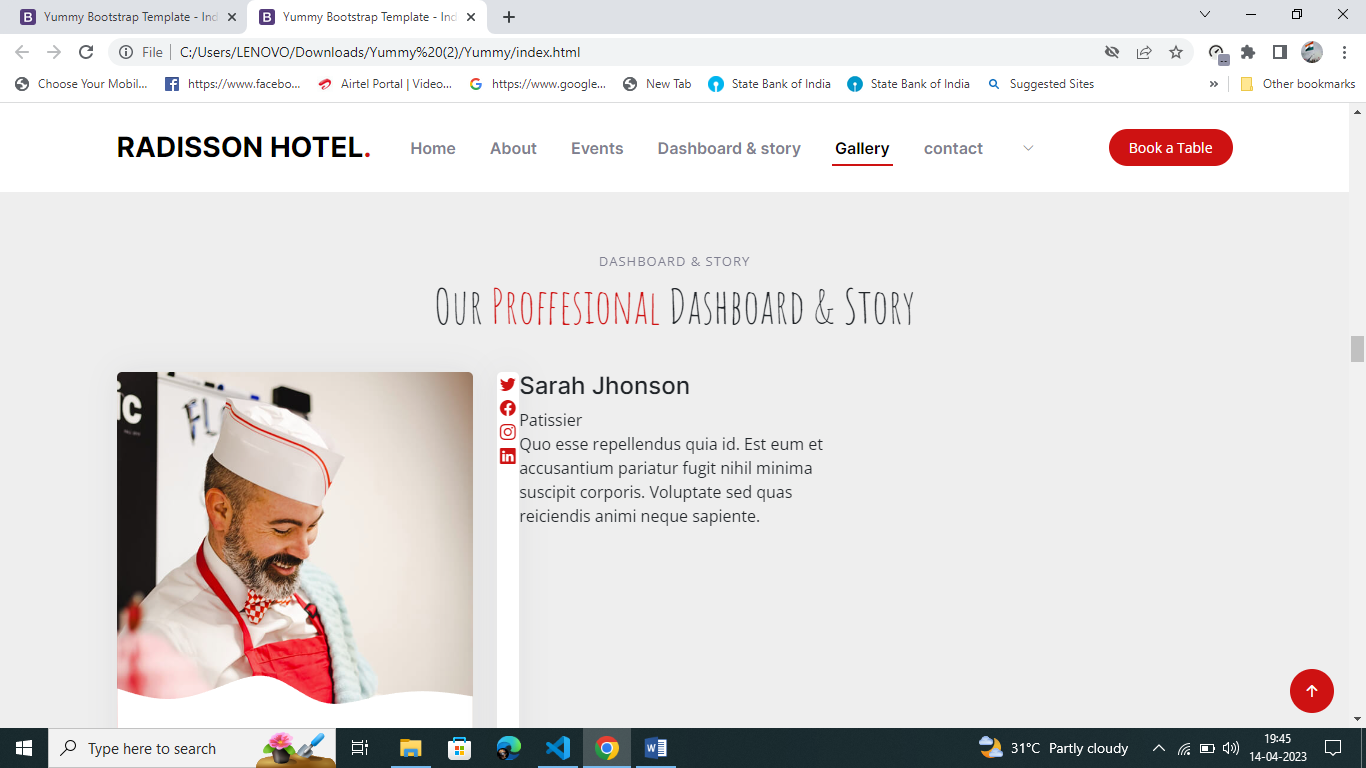 Yummy Bootstrap Template - Ind
Yummy Bootstrap Template - Ind
File
C:/Users/LENOVO/Downloads/Yummy%20(2)/Yummy/index.html
Choose Your Mobil...
https://www.facebo...
Airtel Portal | Video...
https://www.google...
New Tab
State Bank of India
State Bank of India
Suggested Sites
»
Other bookmarks
RADISSON HOTEL.
Home
About
Events
Dashboard & story
Gallery
contact
Book a Table
DASHBOARD & STORY
Our Proffesional Dashboard & Story
ic
FL
Sarah Jhonson
Patissier
Quo esse repellendus quia id. Est eum et
accusantium pariatur fugit nihil minima
suscipit corporis. Voluptate sed quas
reiciendis animi neque sapiente.
Type here to search
31°C Partly cloudy
19:45
14-04-2023